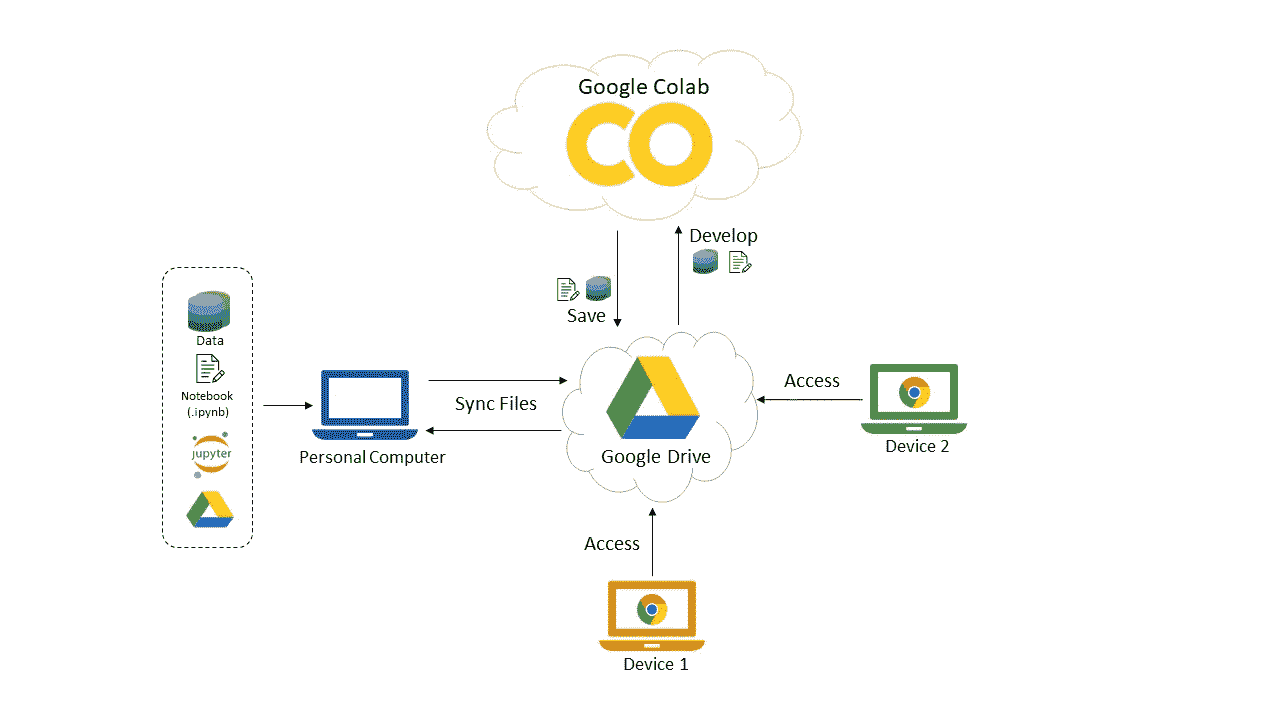 Google Colab
CO
Develop
Save
Data
Notebook
(.ipynb)
jupyter
Sync Files
Personal Computer
Google Drive
Access
Device 2
Access
Device 1